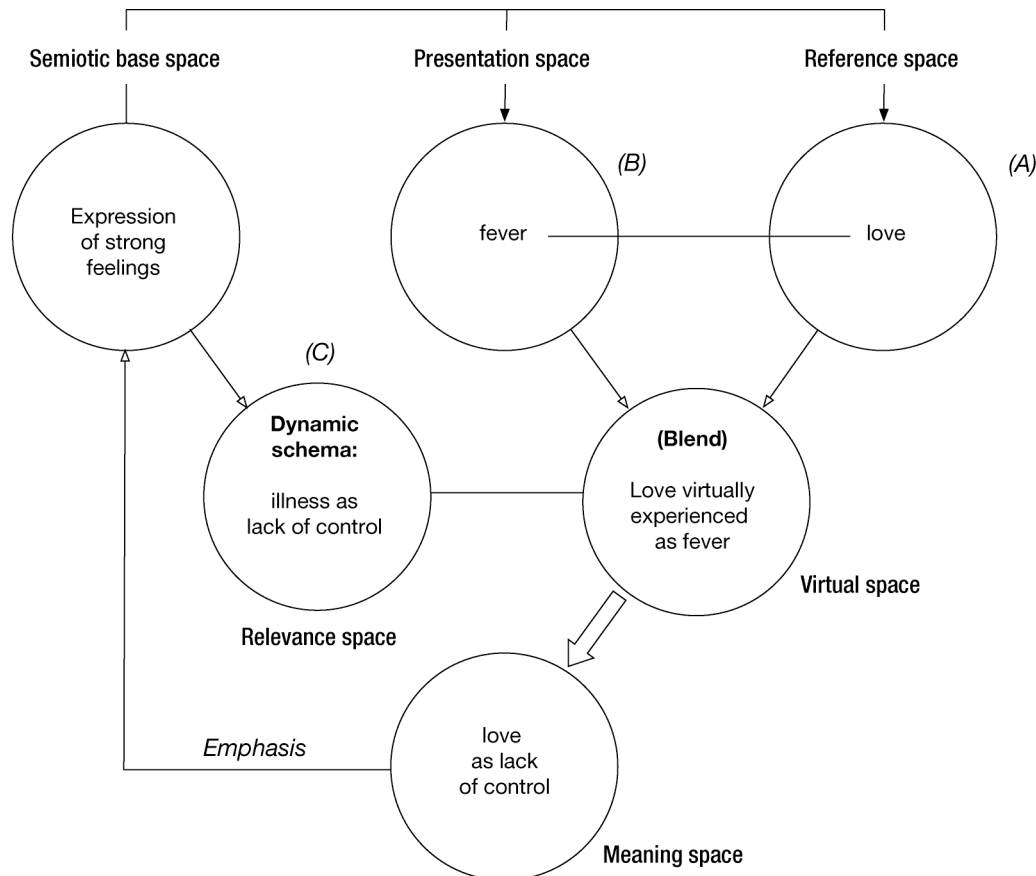 Semiotic base space
Presentation space
Reference space
(B)
(A)
Expression
of strong
feelings
fever
love
(C)
Dynamic
schema:
illness as
lack of control
(Blend)
Love virtually
experienced
as fever
Virtual space
Relevance space
Emphasis
love
as lack
of control
Meaning space